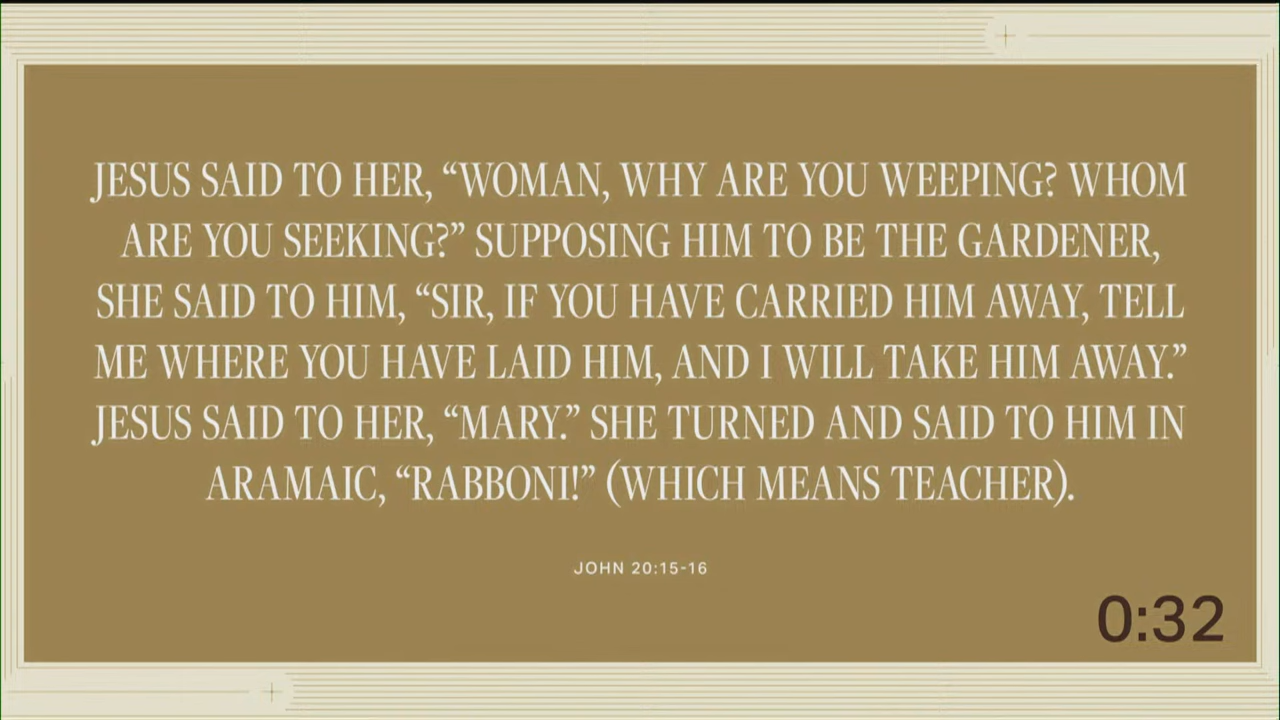 JESUS SAID TO HER, “WOMAN, WHY ARE YOU WEEPING? WHOM
ARE YOU SEEKING?” SUPPOSING HIM TO BE THE GARDENER,
SHE SAID TO HIM, “SIR, IF YOU HAVE CARRIED HIM AWAY, TELL
ME WHERE YOU HAVE LAID HIM, AND I WILL TAKE HIM AWAY.”
JESUS SAID TO HER, “MARY.” SHE TURNED AND SAID TO HIM IN
ARAMAIC, “RABBONI!” (WHICH MEANS TEACHER).
JOHN 20:15-16
0:32